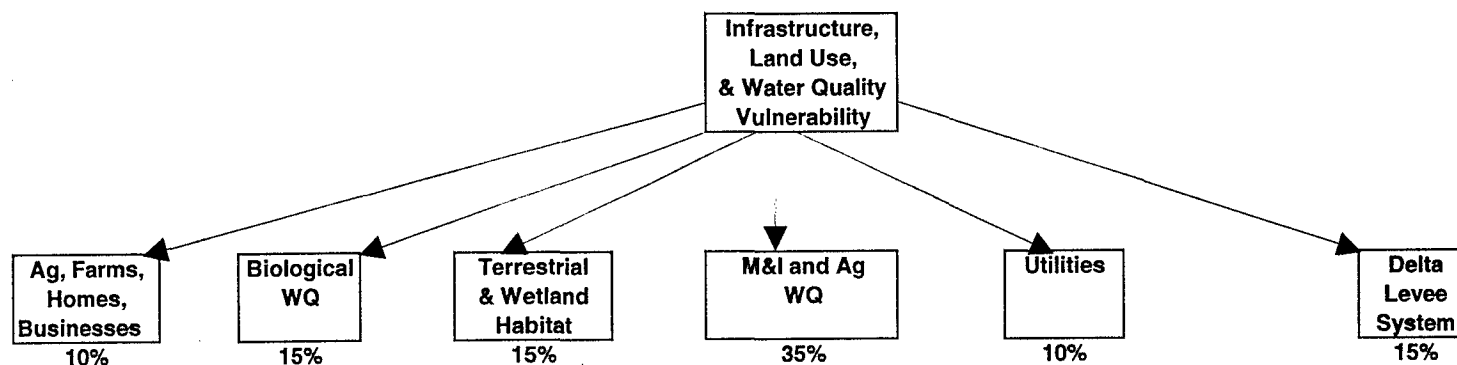 Infrastructure,
Land Use,
& Water Quality
Vulnerability
Ag, Farms,
Homes,
Businesses
10%
Biological
WQ
15%
Terrestrial
& Wetland
Habitat
15%
M&I and Ag
WQ
35%
Utilities
10%
Delta
Levee
System
15%